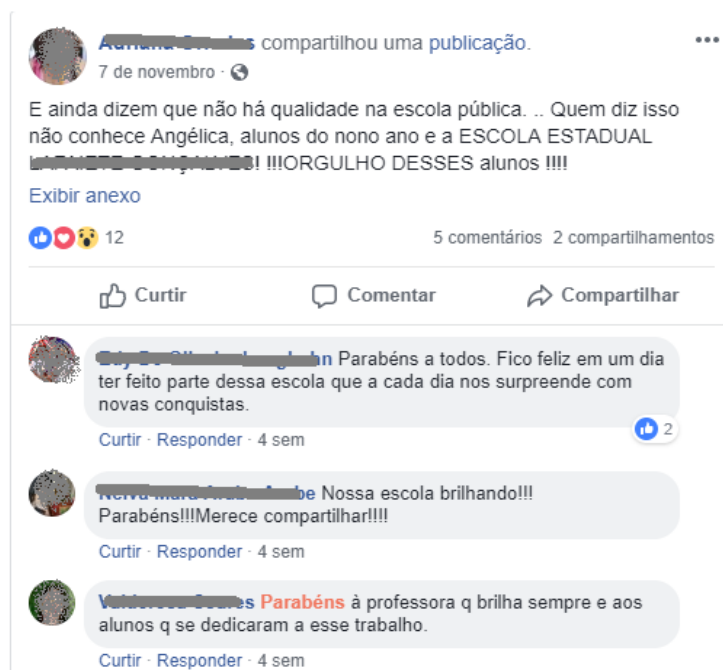 compartilhou uma publicação.
7 de novembro ·
E ainda dizem que não há qualidade na escola pública. .. Quem diz isso
não conhece Angélica, alunos do nono ano e a ESCOLA ESTADUAL
! !!!ORGULHO DESSES alunos !!!!
Exibir anexo
12 5 comentários 2 compartilhamentos
Curtir Comentar Compartilhar
Parabéns a todos. Fico feliz em um dia
ter feito parte dessa escola que a cada dia nos surpreende com
novas conquistas.
2
Curtir · Responder · 4 sem
Nossa escola brilhando!!!
Parabéns!!!Merece compartilhar!!!!
Curtir · Responder · 4 sem
Parabéns à professora q brilha sempre e aos
alunos q se dedicaram a esse trabalho.
Curtir · Responder · 4 sem